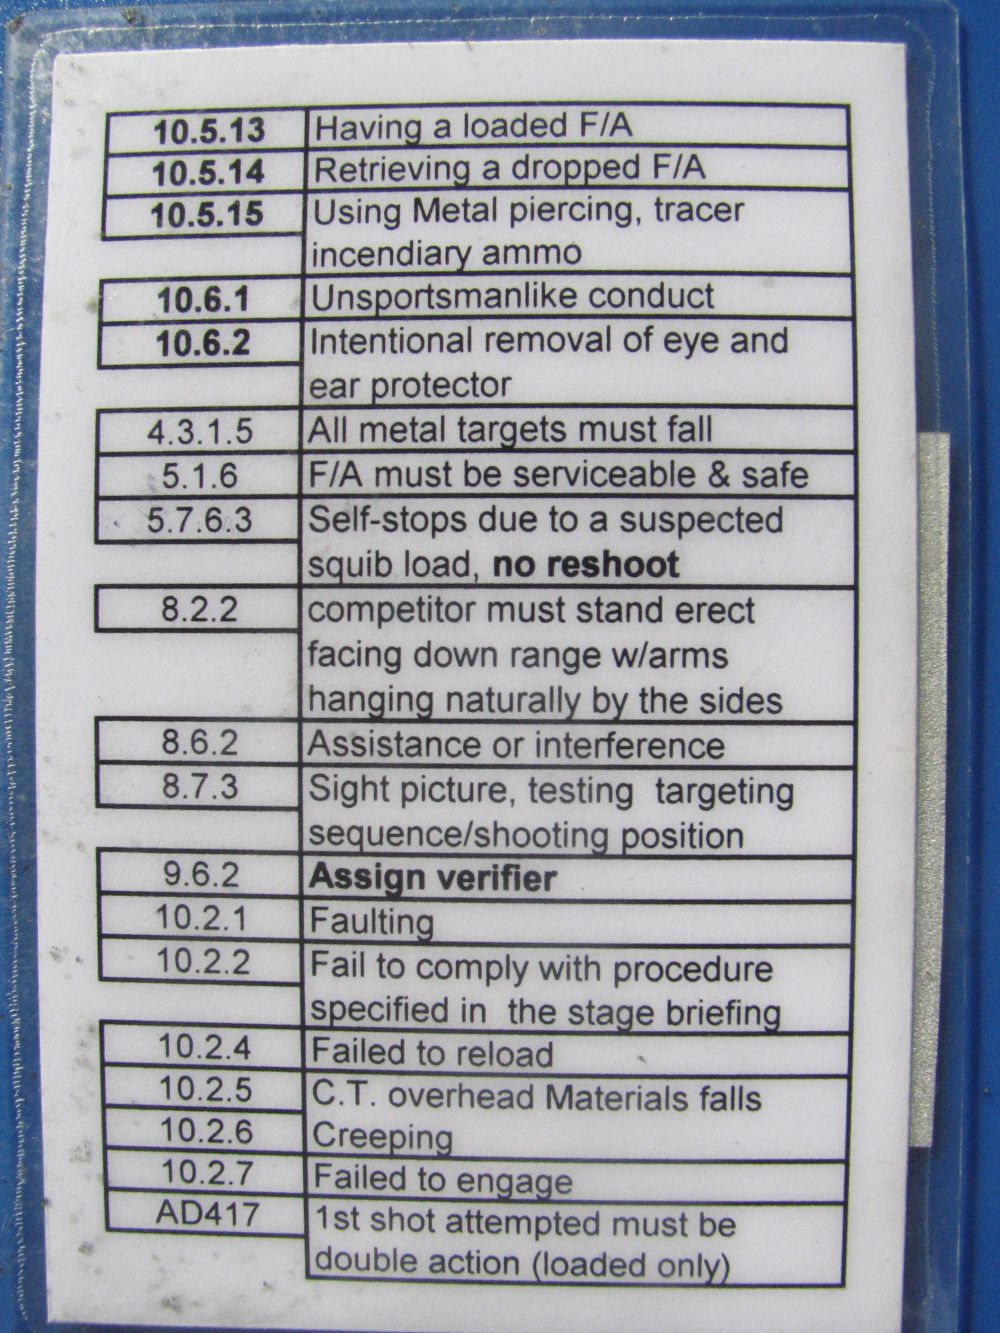 10.5.13 Having a loaded F/A
10.5.14 Retrieving a dropped F/A
10.5.15 Using Metal piercing, tracer
incendiary ammo
10.6.1 Unsportsmanlike conduct
10.6.2 Intentional removal of eye and
ear protector
4.3.1.5 All metal targets must fall
5.1.6 F/A must be serviceable & safe
5.7.6.3 Self-stops due to a suspected
squib load, no reshoot
8.2.2 competitor must stand erect
facing down range w/arms
hanging naturally by the sides
8.6.2 Assistance or interference
8.7.3 Sight picture, testing targeting
sequence/shooting position
9.6.2 Assign verifier
10.2.1 Faulting
10.2.2 Fail to comply with procedure
specified in the stage briefing
10.2.4 Failed to reload
10.2.5 C.T. overhead Materials falls
10.2.6 Creeping
10.2.7 Failed to engage
AD417 1st shot attempted must be
double action (loaded only)